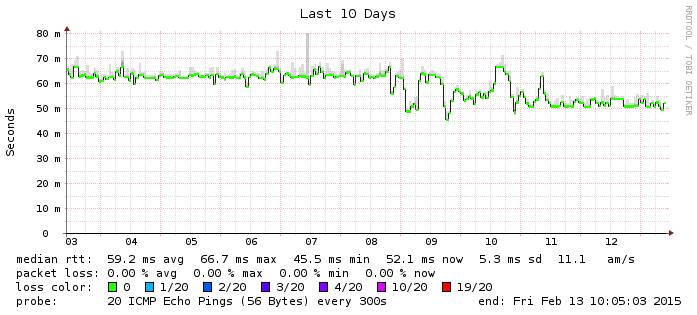 Last 10 Days
RRDTOOL / TOBI OETIKER
Seconds
80 m
70 m
60 m
50 m
40 m
30 m
20 m
10 m
0
03 04 05 06 07 08 09 10 11 12
median rtt: 59.2 ms avg 66.7 ms max 45.5 ms min 52.1 ms now 5.3 ms sd 11.1 am/s
packet loss: 0.00 % avg 0.00 % max 0.00 % min 0.00 % now
loss color: 0 1/20 2/20 3/20 4/20 10/20 19/20
probe: 20 ICMP Echo Pings (56 Bytes) every 300s end: Fri Feb 13 10:05:03 2015